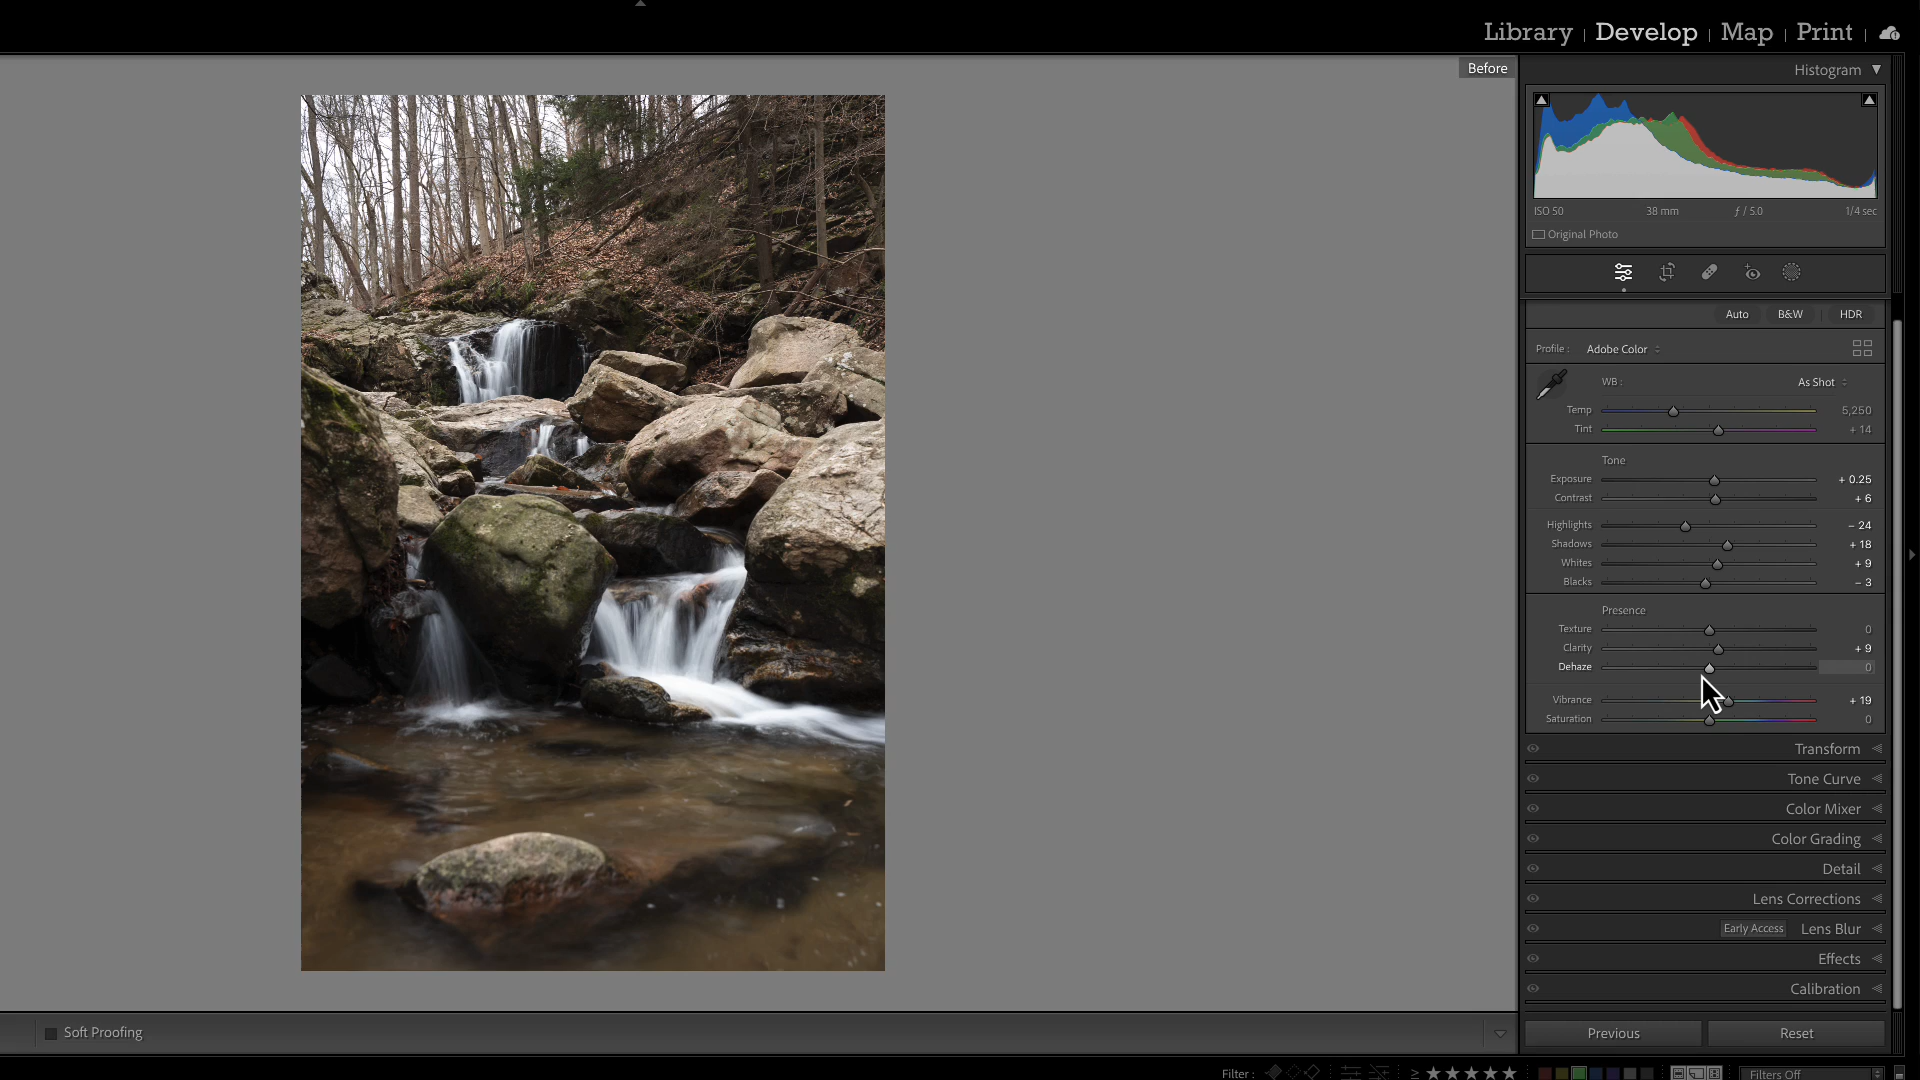 Library | Develop | Map | Print |
Before
Histogram
ISO 50 38 mm ƒ / 5.0 1/4 sec
Original Photo
Auto B&W HDR
Profile : Adobe Color
WB : As Shot
Temp 5,250
Tint + 14
Tone
Exposure + 0.25
Contrast + 6
Highlights – 24
Shadows + 18
Whites + 9
Blacks – 3
Presence
Texture 0
Clarity + 9
Dehaze 0
Vibrance + 19
Saturation 0
Transform
Tone Curve
Color Mixer
Color Grading
Detail
Lens Corrections
Early Access Lens Blur
Effects
Calibration
Soft Proofing
Previous Reset
Filter : ≥ ★★★★★ Filters Off